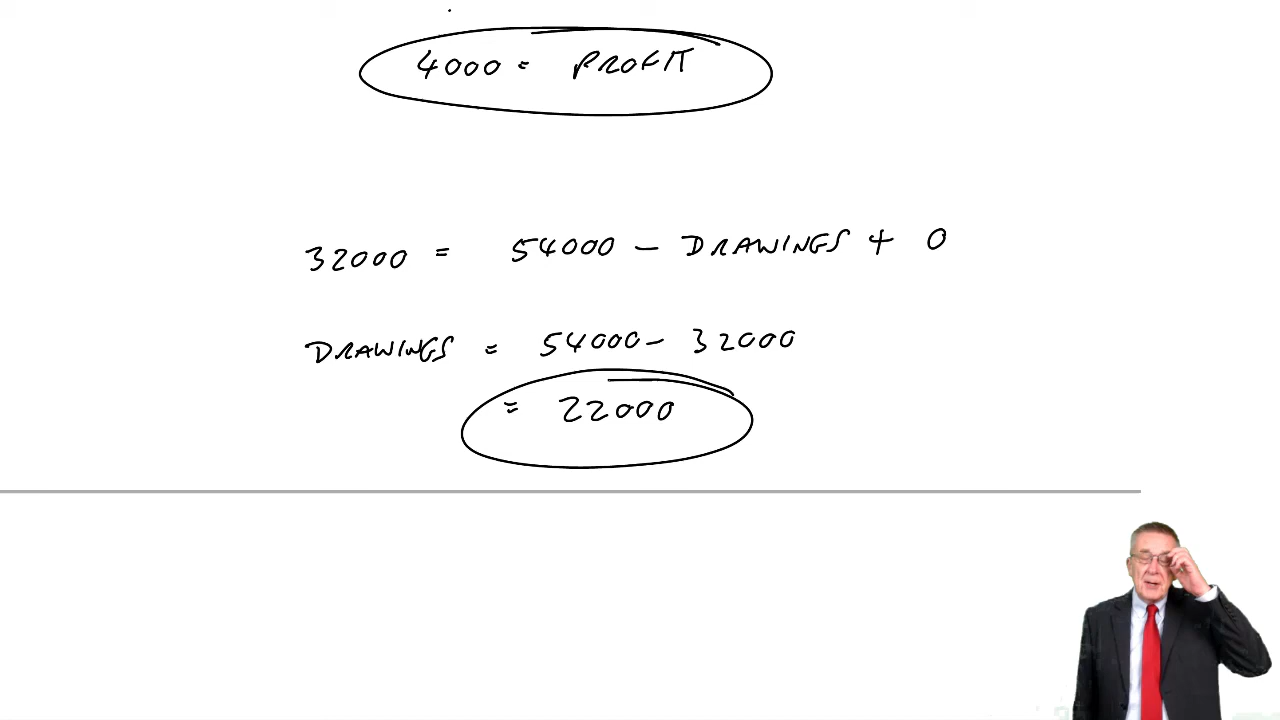 4000 = PROFIT
32000 = 54000 - DRAWINGS + 0
DRAWINGS = 54000 - 32000
= 22000